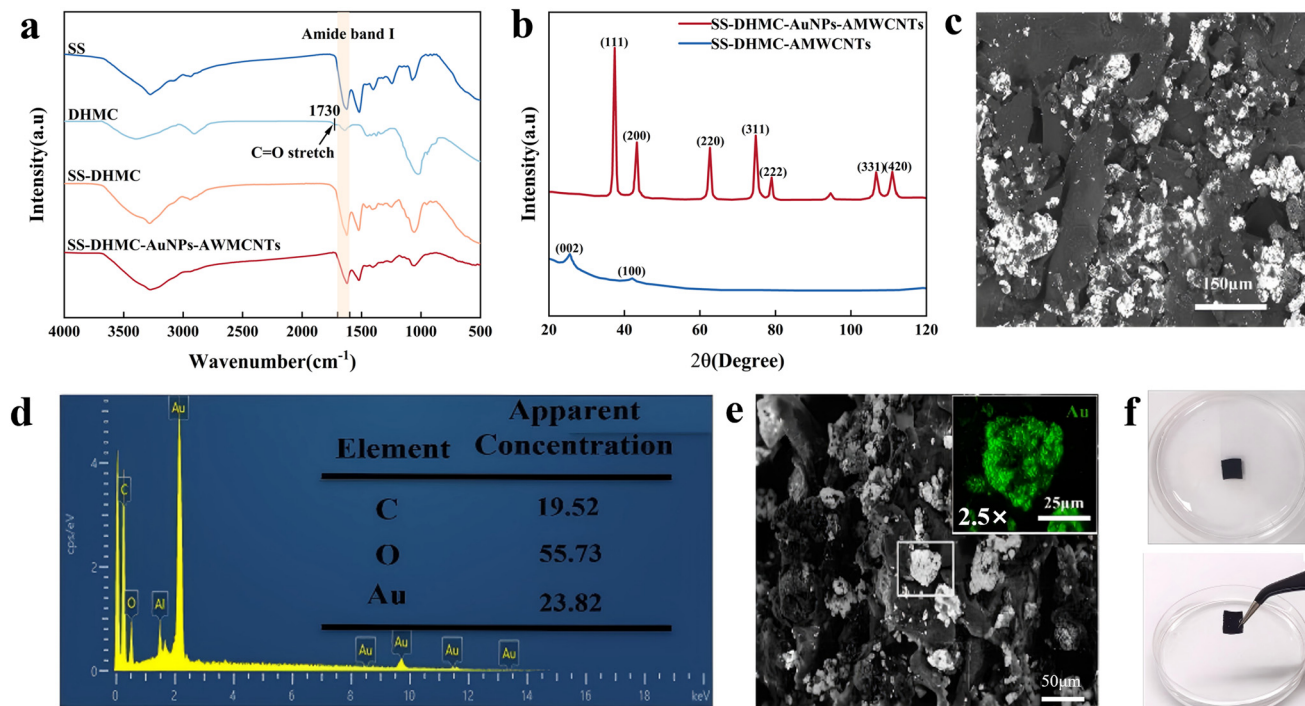 a
Amide band I
SS
DHMC
1730
C=O stretch
SS-DHMC
SS-DHMC-AuNPs-AWMCNTs
Intensity(a.u)
4000 3500 3000 2500 2000 1500 1000 500
Wavenumber(cm-1)
b
SS-DHMC-AuNPs-AMWCNTs
SS-DHMC-AMWCNTs
(111)
(200)
(220)
(311)
(222)
(331)
(420)
(002)
(100)
Intensity(a.u)
20 40 60 80 100 120
2θ(Degree)
c
150μm
d
Element Apparent Concentration
C 19.52
O 55.73
Au 23.82
cps/eV
4
2
0
C
O
Al
Au
Au
Au
Au
Au
0 2 4 6 8 10 12 14 16 18 keV
e
Au
25μm
2.5×
50μm
f